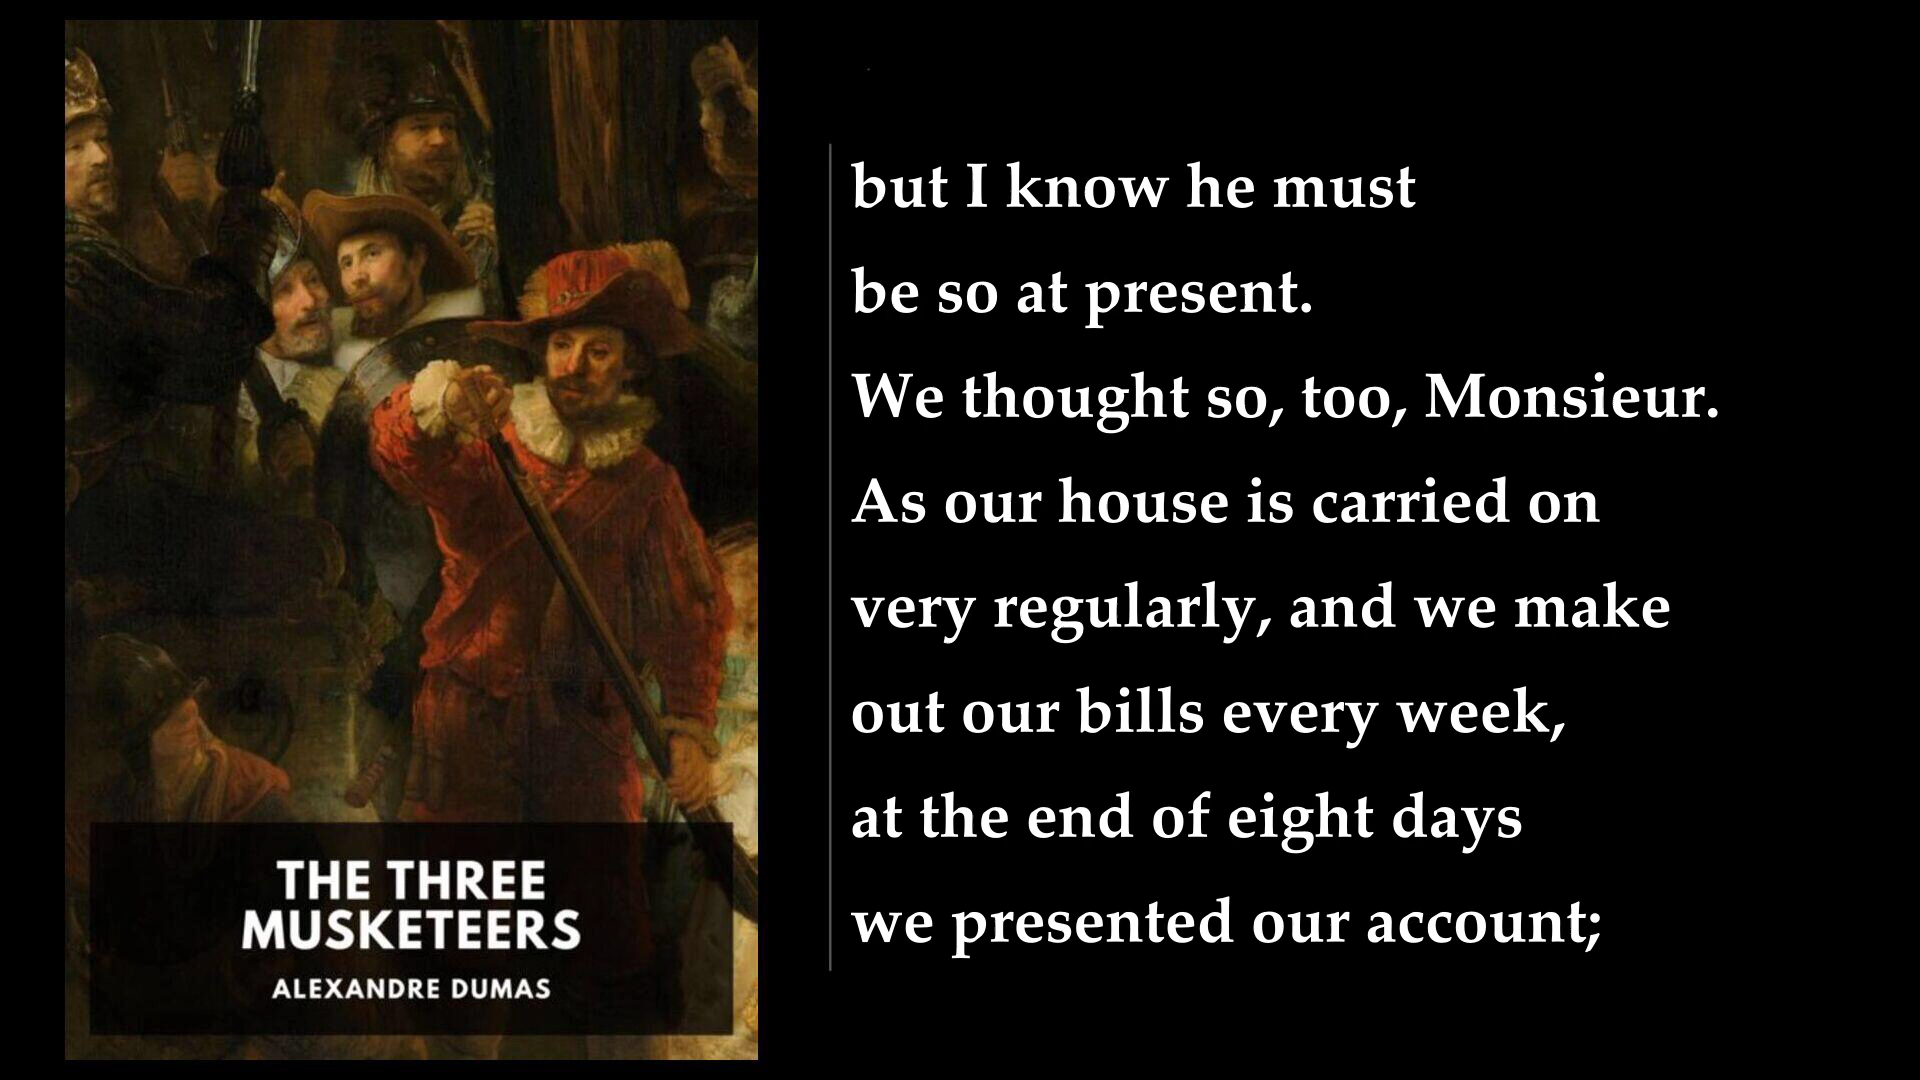 THE THREE
MUSKETEERS
ALEXANDRE DUMAS
but I know he must
be so at present.
We thought so, too, Monsieur.
As our house is carried on
very regularly, and we make
out our bills every week,
at the end of eight days
we presented our account;